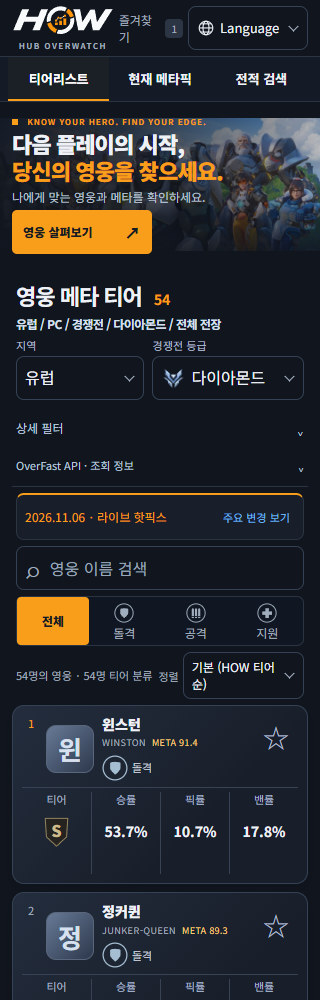 HOW
HUB OVERWATCH
즐겨찾
기
1
Language
티어리스트 현재 메타픽 전적 검색
KNOW YOUR HERO. FIND YOUR EDGE.
다음 플레이의 시작,
당신의 영웅을 찾으세요.
나에게 맞는 영웅과 메타를 확인하세요.
영웅 살펴보기 ↗
영웅 메타 티어 54
유럽 / PC / 경쟁전 / 다이아몬드 / 전체 전장
지역 경쟁전 등급
유럽 다이아몬드
상세 필터
OverFast API · 조회 정보
2026.11.06 · 라이브 핫픽스 주요 변경 보기
영웅 이름 검색
전체 돌격 공격 지원
54명의 영웅 · 54명 티어 분류 정렬 기본 (HOW 티어
순)
1
윈
윈스턴
WINSTON META 91.4
돌격
티어 승률 픽률 밴률
S 53.7% 10.7% 17.8%
2
정
정커퀸
JUNKER-QUEEN META 89.3
돌격
티어 승률 픽률 밴률